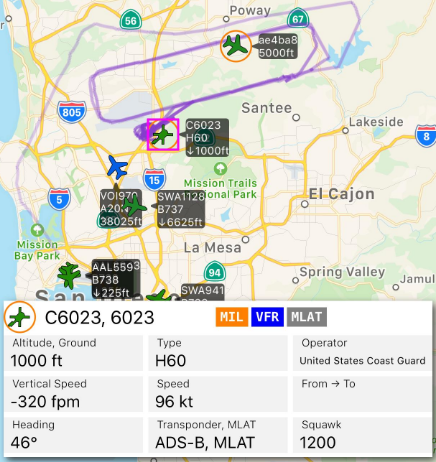 Poway
56
67
ae4ba8
5000ft
Santee
805
C6023
H60
↓1000ft
Lakeside
8
15
Mission Trails
onal Park
El Cajon
5
VOI970
A20
38025ft
SWA1128
B737
↓6625ft
Mission
Bay Park
La Mesa
AAL5593
B738
↓225ft
94
SWA941
Spring Valley
Jamul
C6023, 6023
MIL VFR MLAT
Altitude, Ground
1000 ft
Type
H60
Operator
United States Coast Guard
Vertical Speed
-320 fpm
Speed
96 kt
From → To
Heading
46°
Transponder, MLAT
ADS-B, MLAT
Squawk
1200